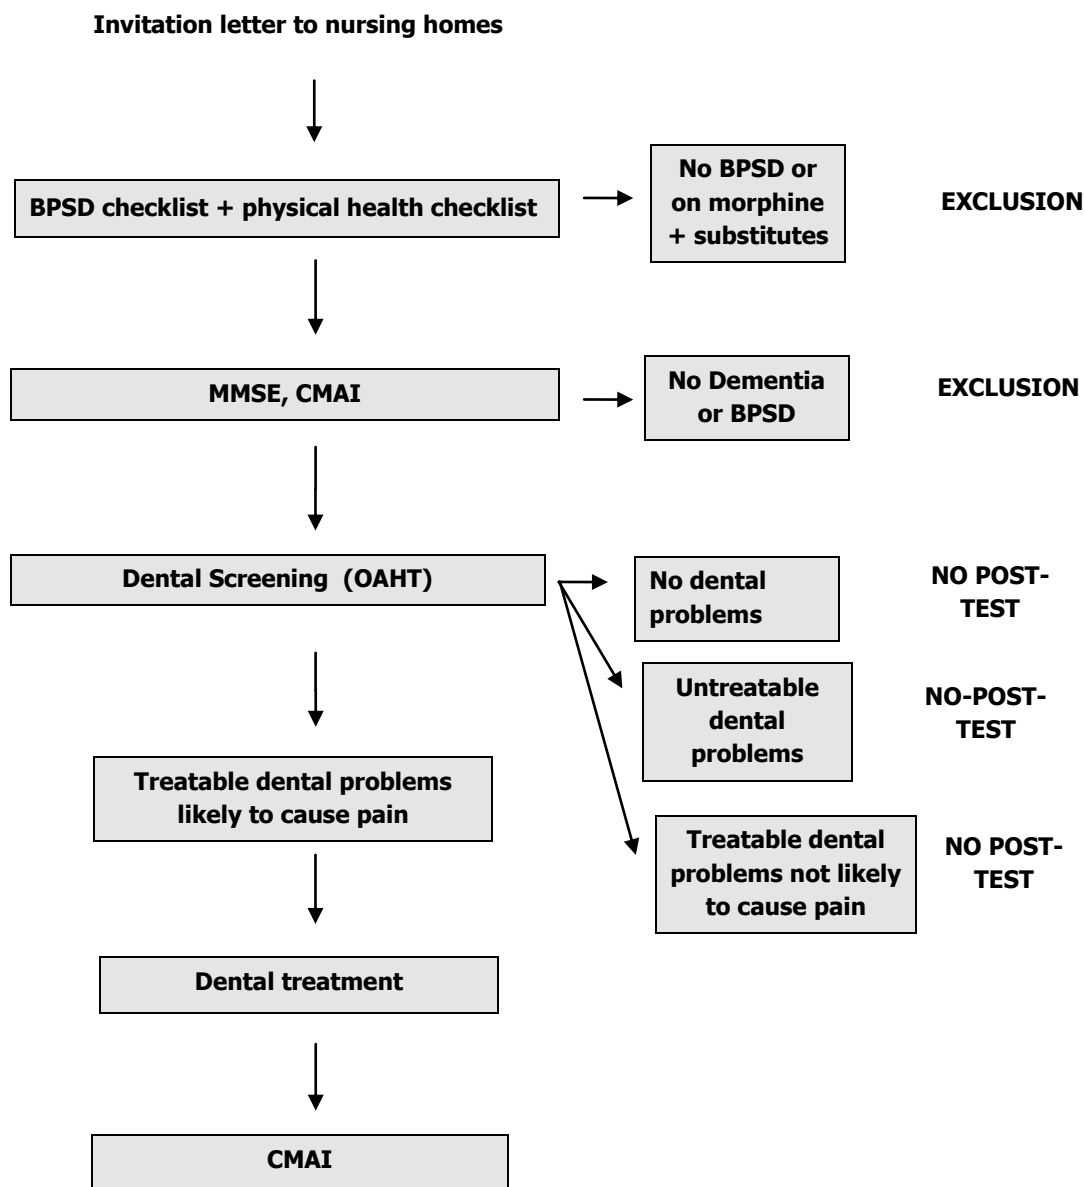 Invitation letter to nursing homes
BPSD checklist + physical health checklist
No BPSD or
on morphine
+ substitutes
EXCLUSION
MMSE, CMAI
No Dementia
or BPSD
EXCLUSION
Dental Screening (OAHT)
No dental
problems
NO POST-
TEST
Untreatable
dental
problems
NO-POST-
TEST
Treatable dental problems
likely to cause pain
Treatable dental
problems not likely
to cause pain
NO POST-
TEST
Dental treatment
CMAI